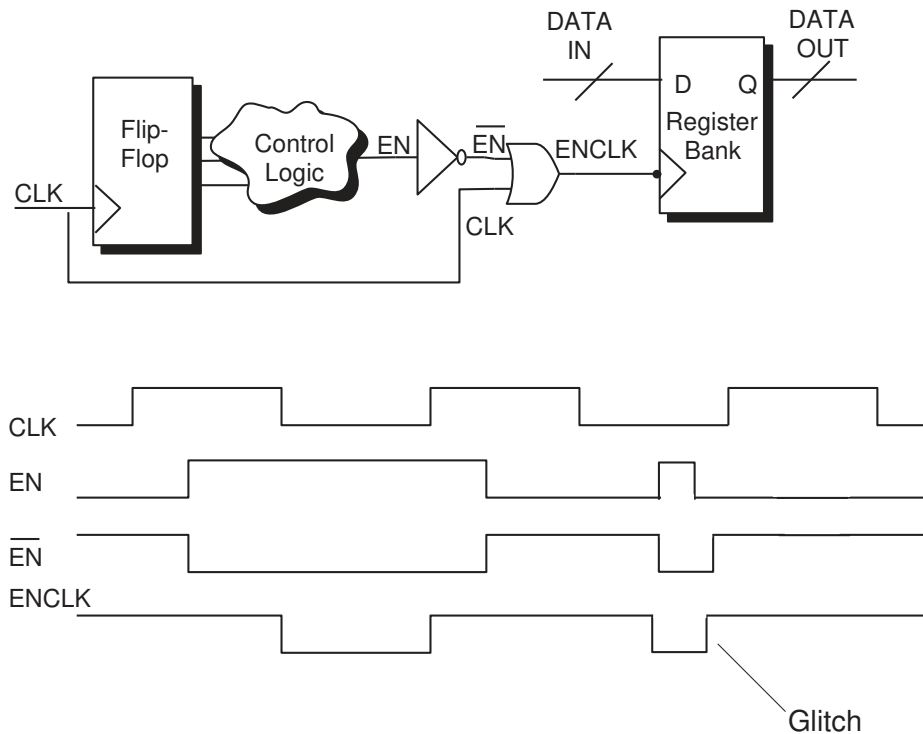 DATA
IN
DATA
OUT
D
Q
Register
Bank
Flip-
Flop
Control
Logic
EN
EN
ENCLK
CLK
CLK
CLK
EN
EN
ENCLK
Glitch